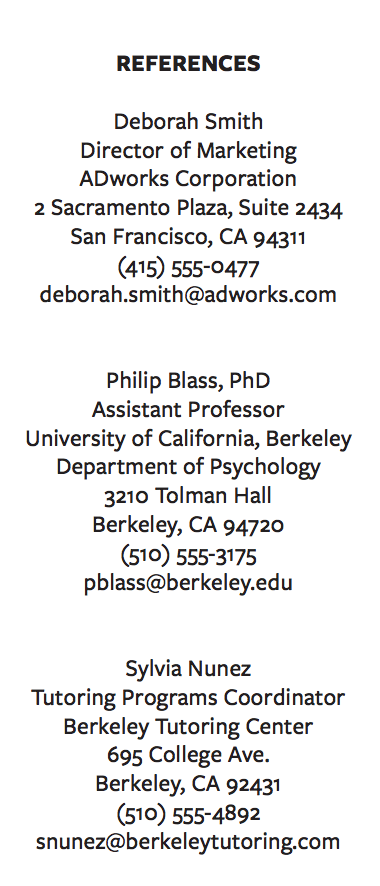 REFERENCES
Deborah Smith
Director of Marketing
ADworks Corporation
2 Sacramento Plaza, Suite 2434
San Francisco, CA 94311
(415) 555-0477
deborah.smith@adworks.com
Philip Blass, PhD
Assistant Professor
University of California, Berkeley
Department of Psychology
3210 Tolman Hall
Berkeley, CA 94720
(510) 555-3175
pblass@berkeley.edu
Sylvia Nunez
Tutoring Programs Coordinator
Berkeley Tutoring Center
695 College Ave.
Berkeley, CA 92431
(510) 555-4892
snunez@berkeleytutoring.com